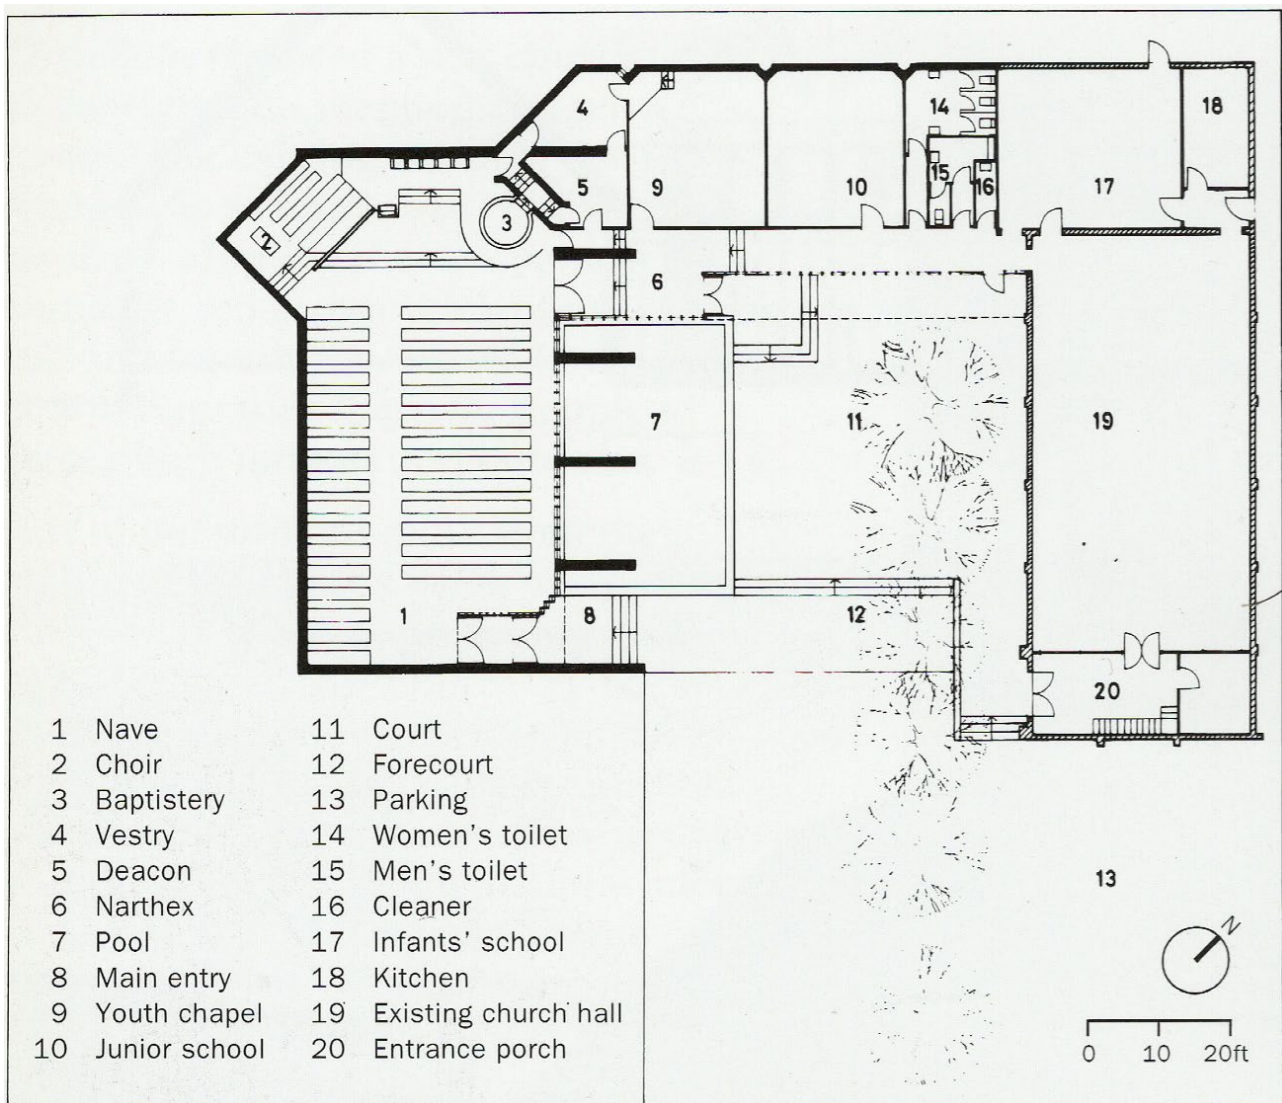 4
14
18
2
3
5
9
10
15
16
17
6
7
11
19
1
8
12
20
1 Nave
2 Choir
3 Baptistery
4 Vestry
5 Deacon
6 Narthex
7 Pool
8 Main entry
9 Youth chapel
10 Junior school
11 Court
12 Forecourt
13 Parking
14 Women's toilet
15 Men's toilet
16 Cleaner
17 Infants' school
18 Kitchen
19 Existing church hall
20 Entrance porch
13
N
0 10 20ft